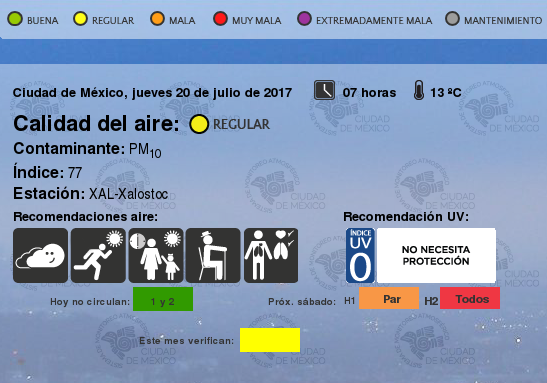 BUENA REGULAR MALA MUY MALA EXTREMADAMENTE MALA MANTENIMIENTO
Ciudad de México, jueves 20 de julio de 2017 07 horas 13 ºC
Calidad del aire: REGULAR
Contaminante: PM10
Índice: 77
Estación: XAL-Xalostoc
Recomendaciones aire: Recomendación UV:
ÍNDICE
UV
0
NO NECESITA
PROTECCIÓN
Hoy no circulan: 1 y 2 Próx. sábado: H1 Par H2 Todos
Este mes verifican:
CIUDAD
DE MÉXICO